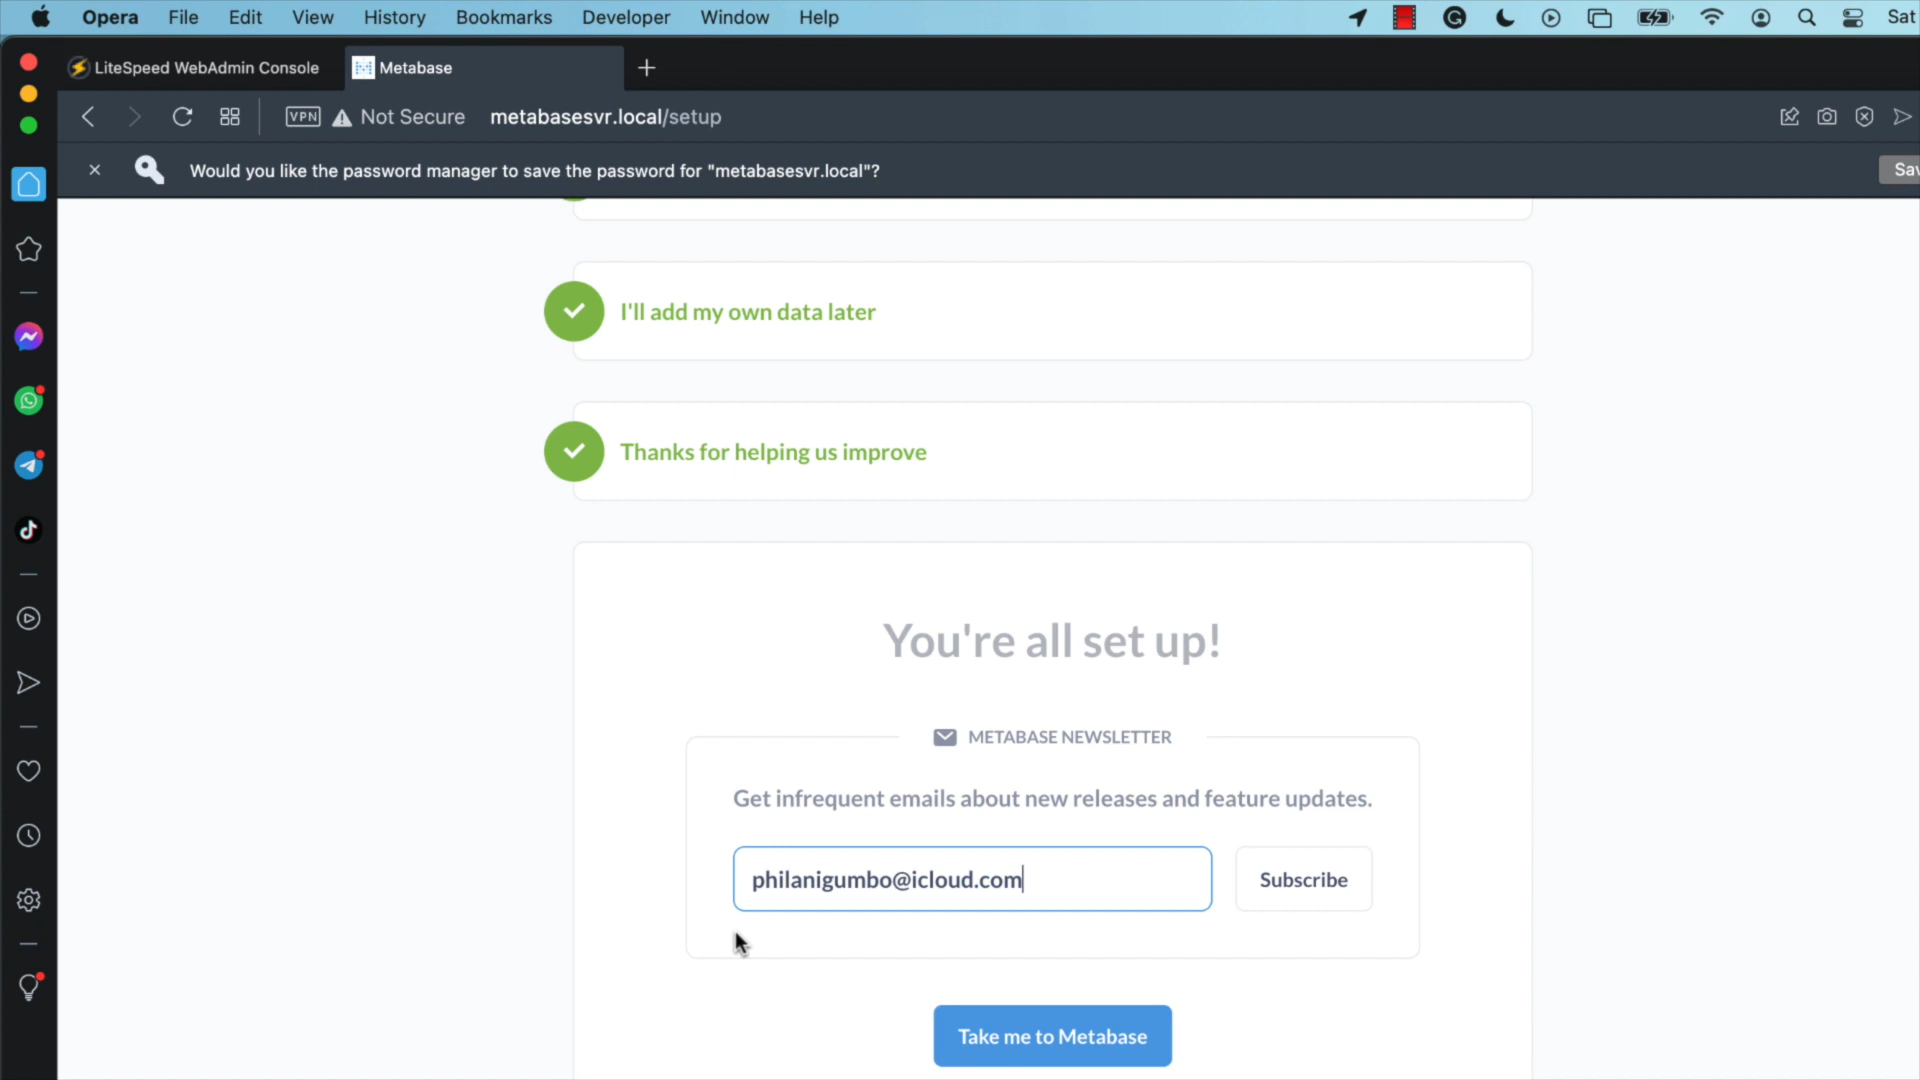 Opera File Edit View History Bookmarks Developer Window Help Sat
LiteSpeed WebAdmin Console Metabase
VPN Not Secure metabasesvr.local/setup
Would you like the password manager to save the password for "metabasesvr.local"? Sav
I'll add my own data later
Thanks for helping us improve
You're all set up!
METABASE NEWSLETTER
Get infrequent emails about new releases and feature updates.
philanigumbo@icloud.com Subscribe
Take me to Metabase